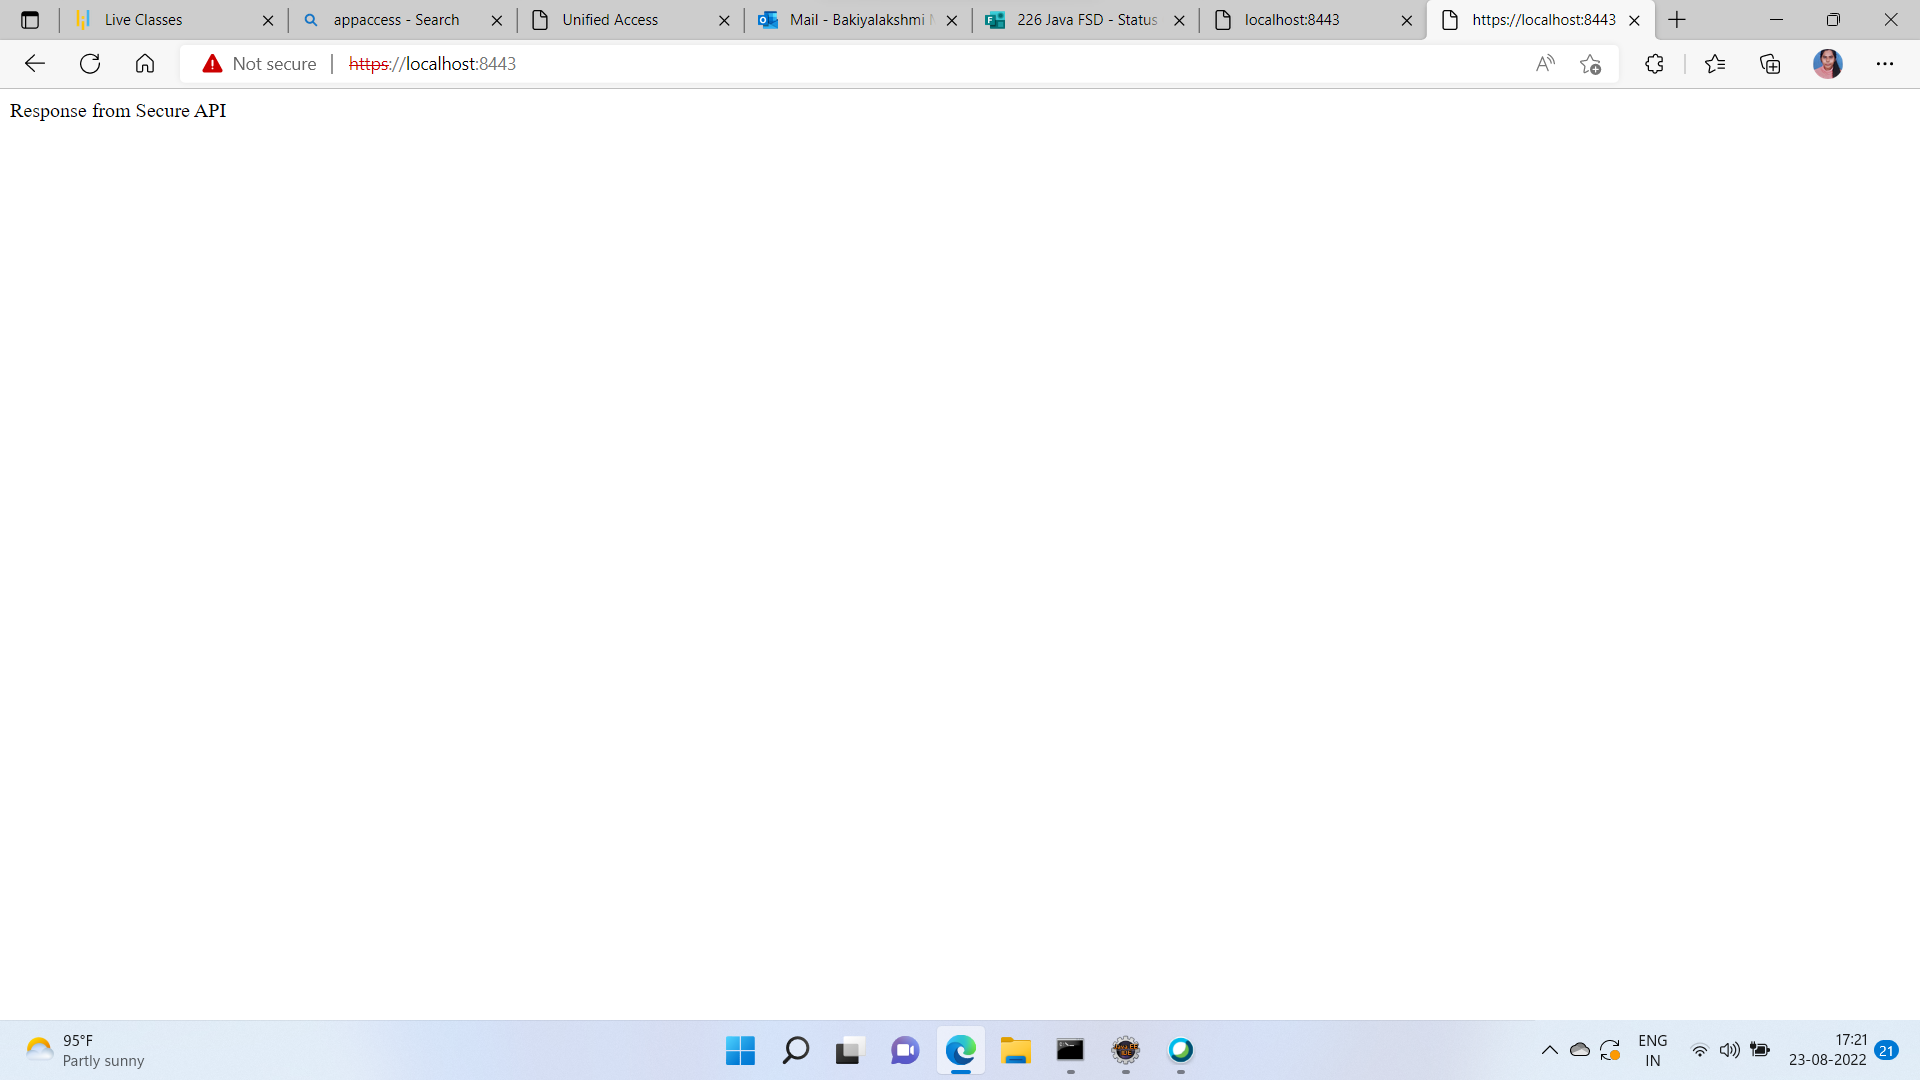 Live Classes
appaccess - Search
Unified Access
Mail - Bakiyalakshmi
226 Java FSD - Status
localhost:8443
https://localhost:8443
Not secure
https://localhost:8443
Response from Secure API
95°F
Partly sunny
ENG
IN
17:21
23-08-2022
21